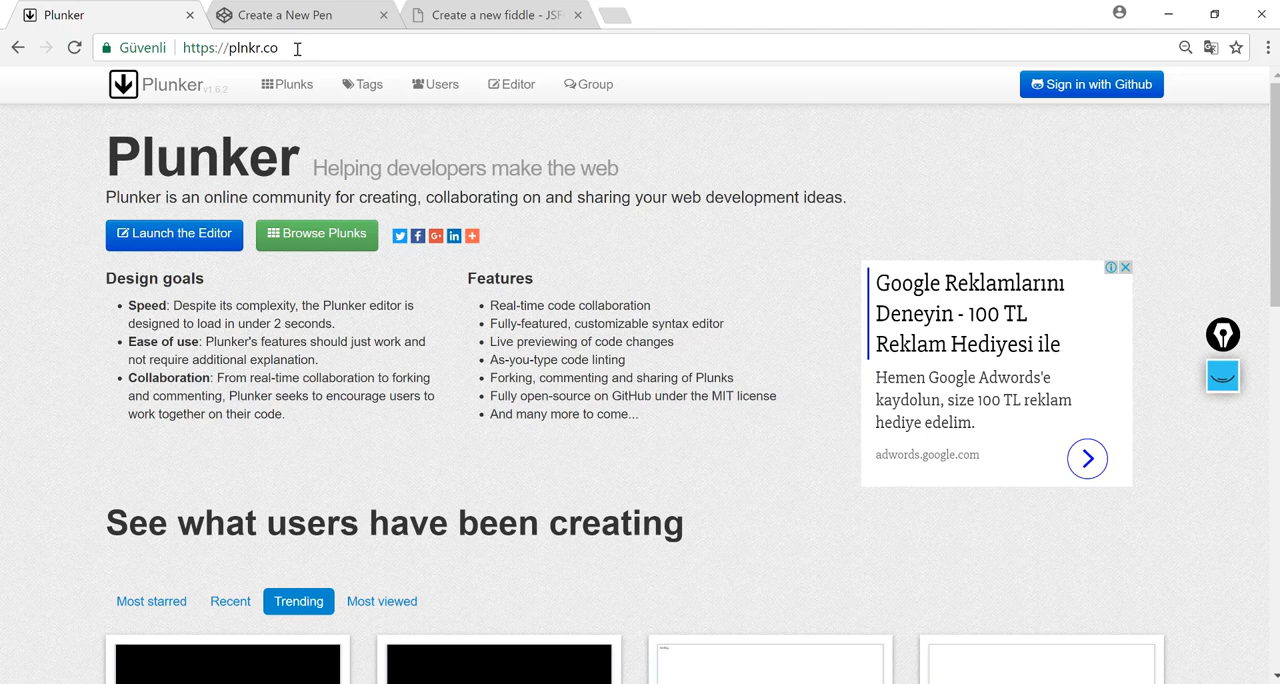 Plunker
Create a New Pen
Create a new fiddle - JSF
Güvenli
https://plnkr.co
Plunker v1.6.2
Plunks
Tags
Users
Editor
Group
Sign in with Github
Plunker Helping developers make the web
Plunker is an online community for creating, collaborating on and sharing your web development ideas.
Launch the Editor
Browse Plunks
Design goals
Speed: Despite its complexity, the Plunker editor is
designed to load in under 2 seconds.
Ease of use: Plunker's features should just work and
not require additional explanation.
Collaboration: From real-time collaboration to forking
and commenting, Plunker seeks to encourage users to
work together on their code.
Features
Real-time code collaboration
Fully-featured, customizable syntax editor
Live previewing of code changes
As-you-type code linting
Forking, commenting and sharing of Plunks
Fully open-source on GitHub under the MIT license
And many more to come...
Google Reklamlarını
Deneyin - 100 TL
Reklam Hediyesi ile
Hemen Google Adwords'e
kaydolun, size 100 TL reklam
hediye edelim.
adwords.google.com
See what users have been creating
Most starred
Recent
Trending
Most viewed